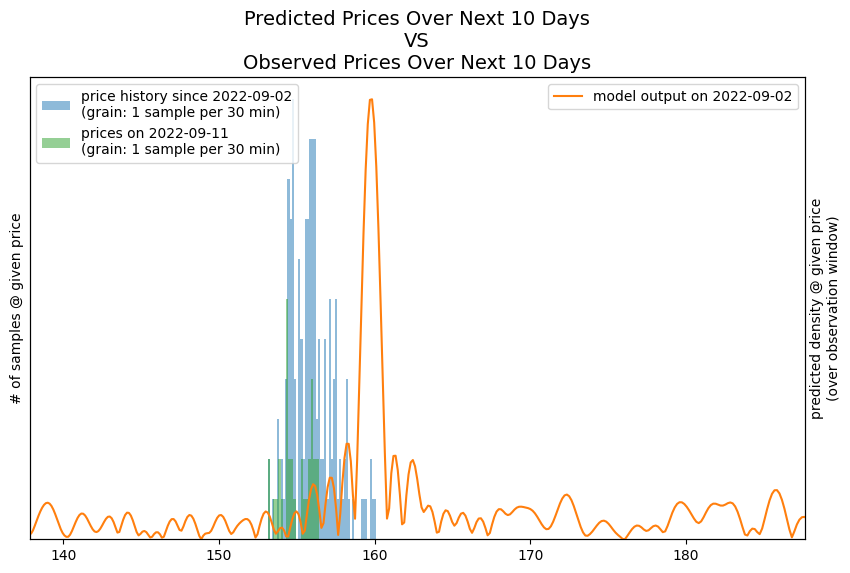 Predicted Prices Over Next 10 Days
VS
Observed Prices Over Next 10 Days
price history since 2022-09-02
(grain: 1 sample per 30 min)
prices on 2022-09-11
(grain: 1 sample per 30 min)
model output on 2022-09-02
# of samples @ given price
predicted density @ given price
(over observation window)
140
150
160
170
180